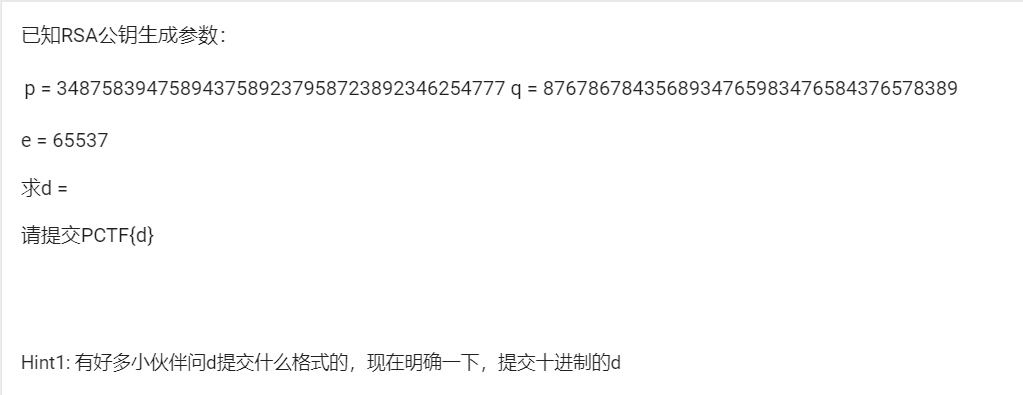 已知RSA公钥生成参数：
p = 3487583947589437589237958723892346254777 q = 8767867843568934765983476584376578389
e = 65537
求d =
请提交PCTF{d}
Hint1: 有好多小伙伴问d提交什么格式的，现在明确一下，提交十进制的d